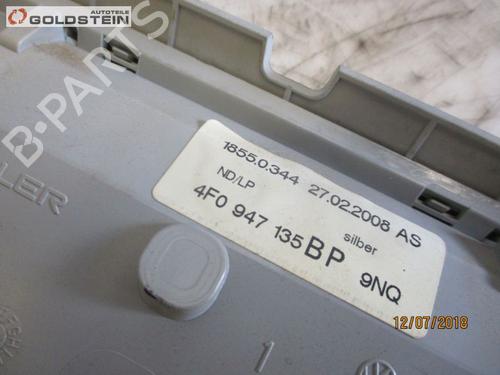 AUTOTEILE
GOLDSTEIN
B-PARTS
1855.0.344 27.02.2008 AS
ND/LP silber
4F0 947 135 BP 9NQ
1
12/07/2018